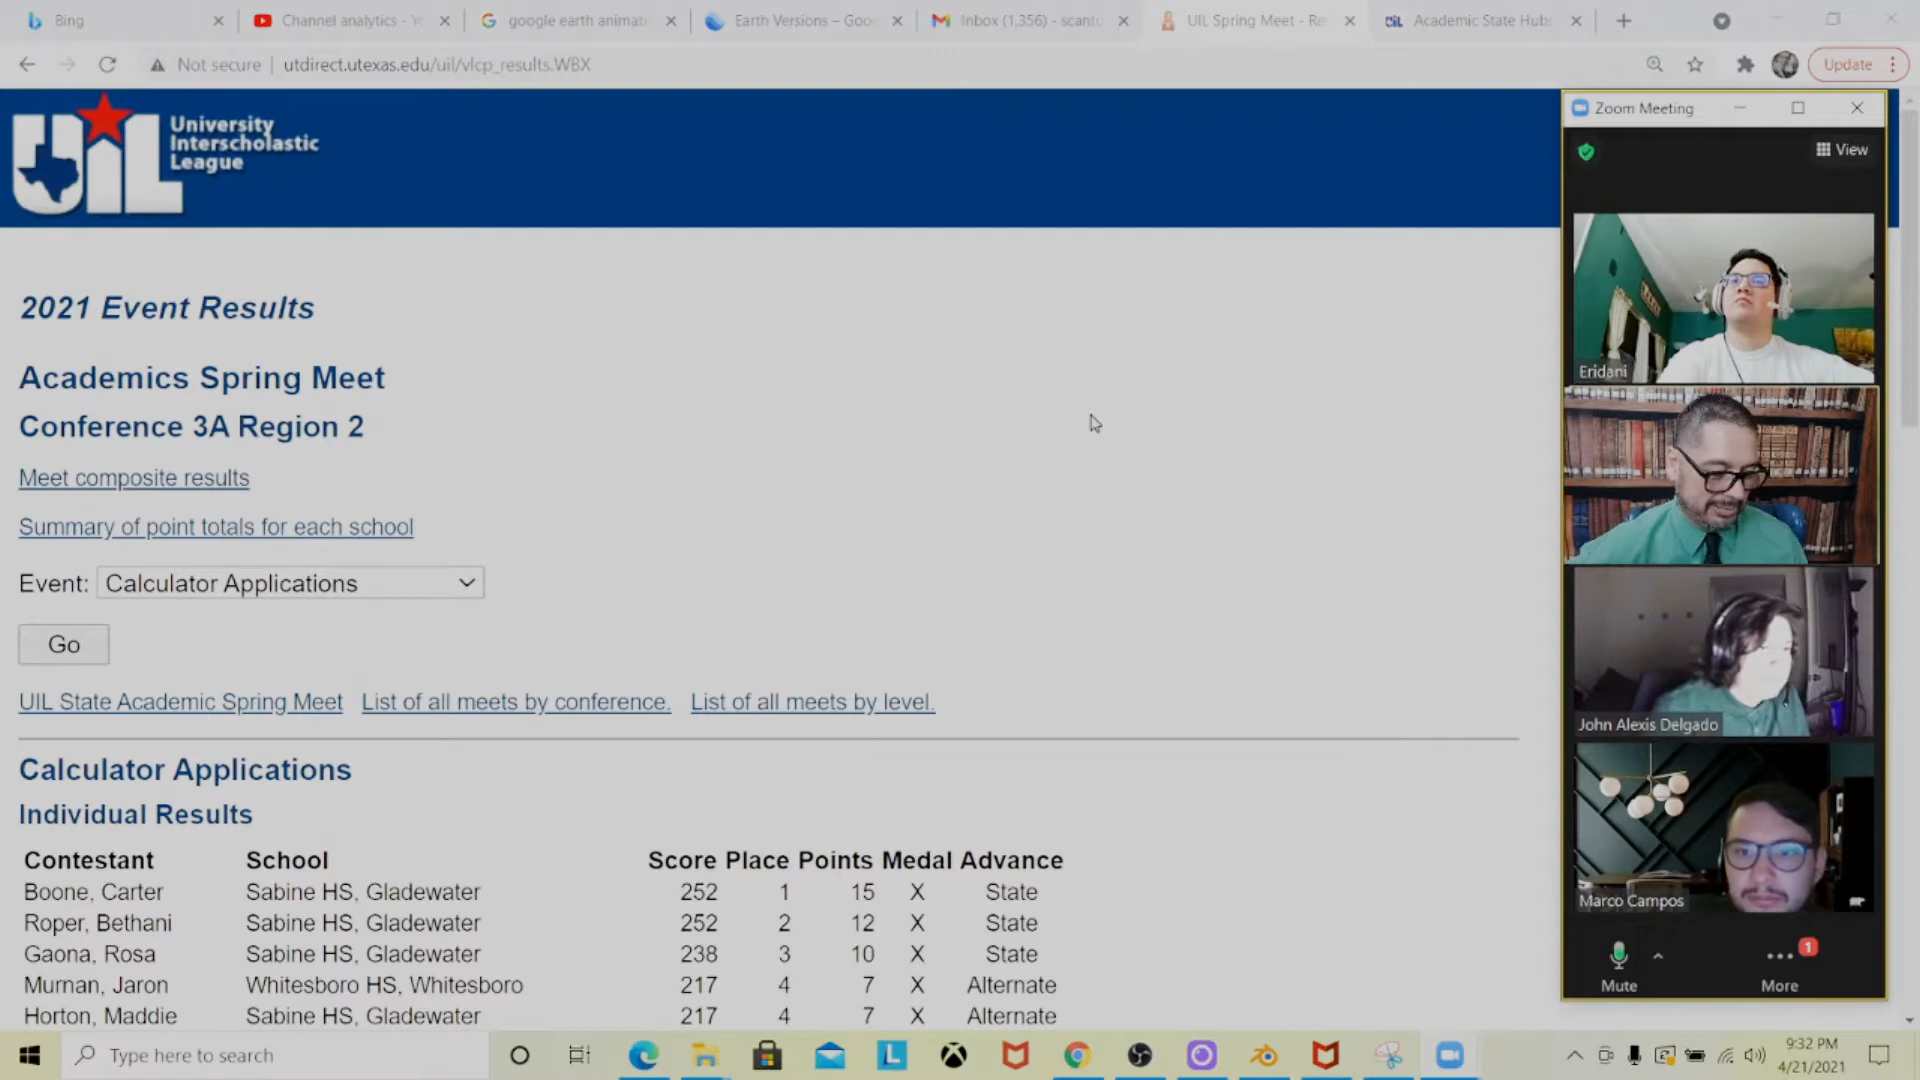 Bing
Channel analytics - Yo
google earth animat
Earth Versions – Goo
Inbox (1,356) - scantu
UIL Spring Meet - Re
Academic State Hub
Not secure | utdirect.utexas.edu/uil/vlcp_results.WBX
Update
UIL
University
Interscholastic
League
Zoom Meeting
View
2021 Event Results
Academics Spring Meet
Conference 3A Region 2
Meet composite results
Summary of point totals for each school
Event: Calculator Applications
Go
UIL State Academic Spring Meet List of all meets by conference. List of all meets by level.
Calculator Applications
Individual Results
Contestant School Score Place Points Medal Advance
Boone, Carter Sabine HS, Gladewater 252 1 15 X State
Roper, Bethani Sabine HS, Gladewater 252 2 12 X State
Gaona, Rosa Sabine HS, Gladewater 238 3 10 X State
Murnan, Jaron Whitesboro HS, Whitesboro 217 4 7 X Alternate
Horton, Maddie Sabine HS, Gladewater 217 4 7 X Alternate
Eridani
John Alexis Delgado
Marco Campos
1
Mute
More
Type here to search
9:32 PM
4/21/2021